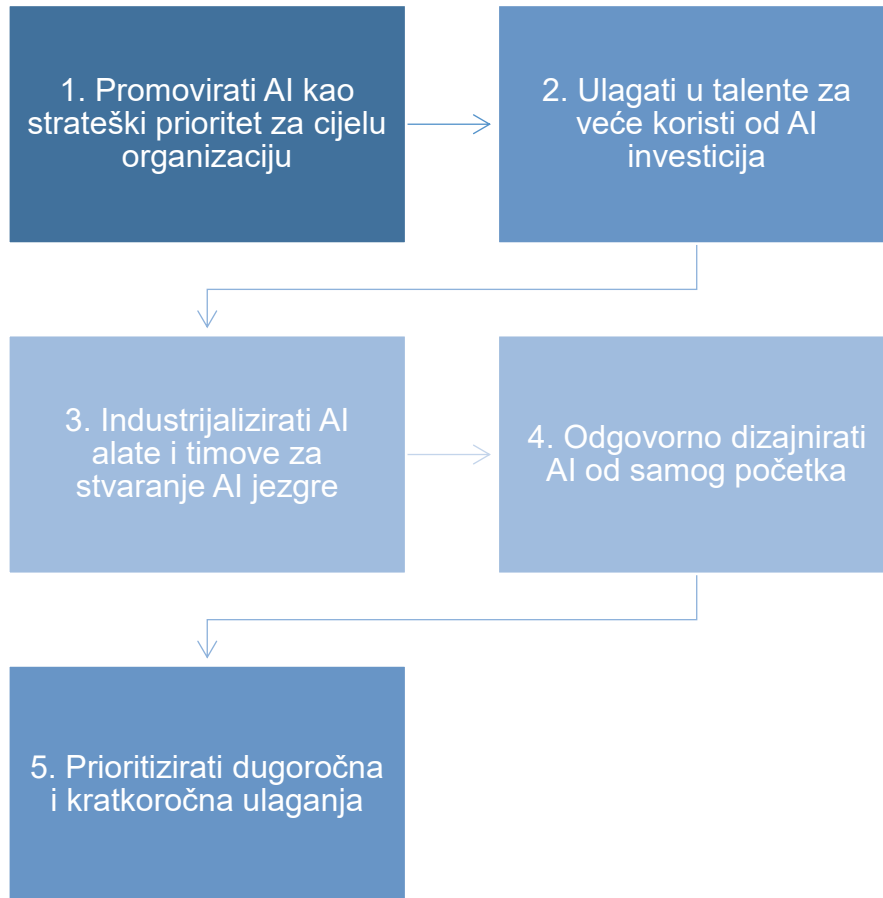 1. Promovirati AI kao
strateški prioritet za cijelu
organizaciju
2. Ulagati u talente za
veće koristi od AI
investicija
3. Industrijalizirati AI
alate i timove za
stvaranje AI jezgre
4. Odgovorno dizajnirati
AI od samog početka
5. Prioritizirati dugoročna
i kratkoročna ulaganja